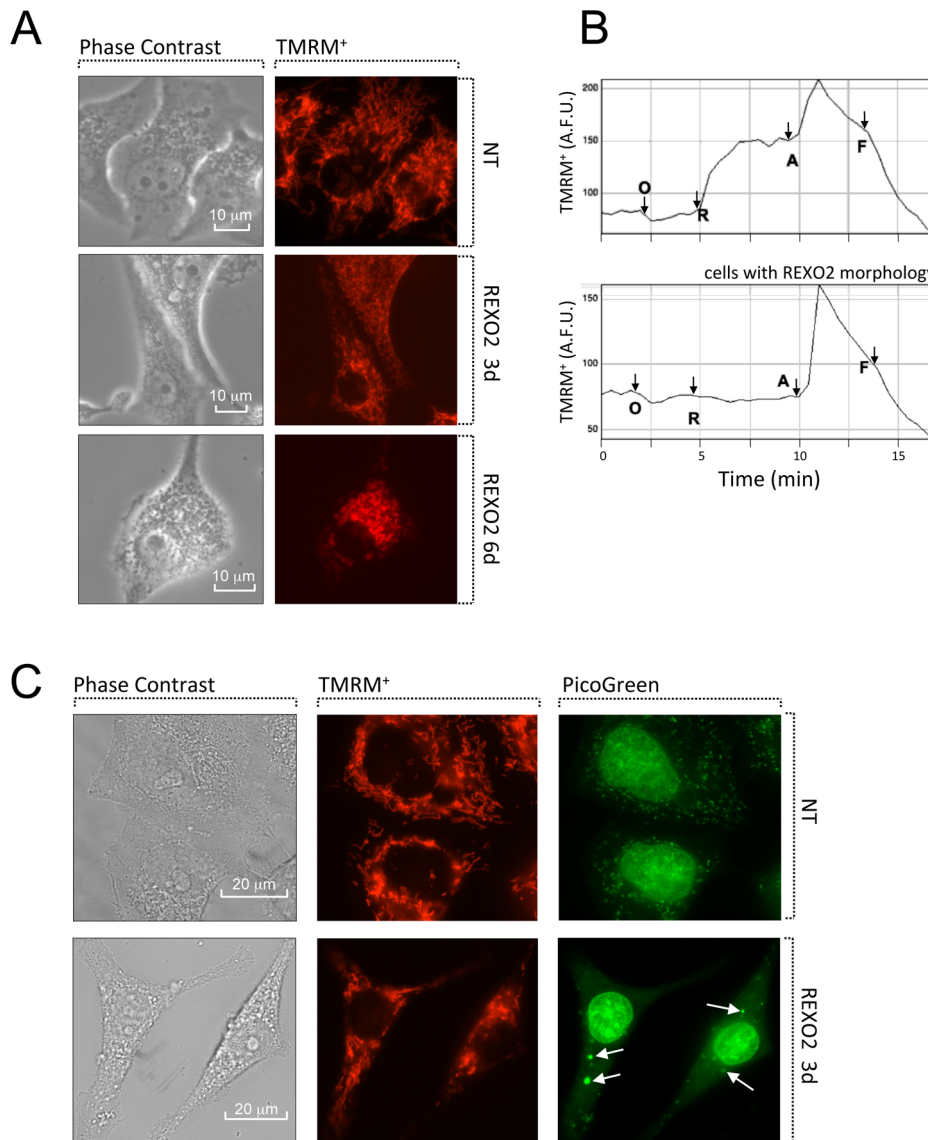 A
Phase Contrast
TMRM⁺
NT
10 μm
REXO2 3d
10 μm
REXO2 6d
10 μm
B
TMRM⁺ (A.F.U.)
200
150
100
O
R
A
F
cells with REXO2 morphology
TMRM⁺ (A.F.U.)
150
100
50
O
R
A
F
0
5
10
15
Time (min)
C
Phase Contrast
TMRM⁺
PicoGreen
NT
20 μm
REXO2 3d
20 μm